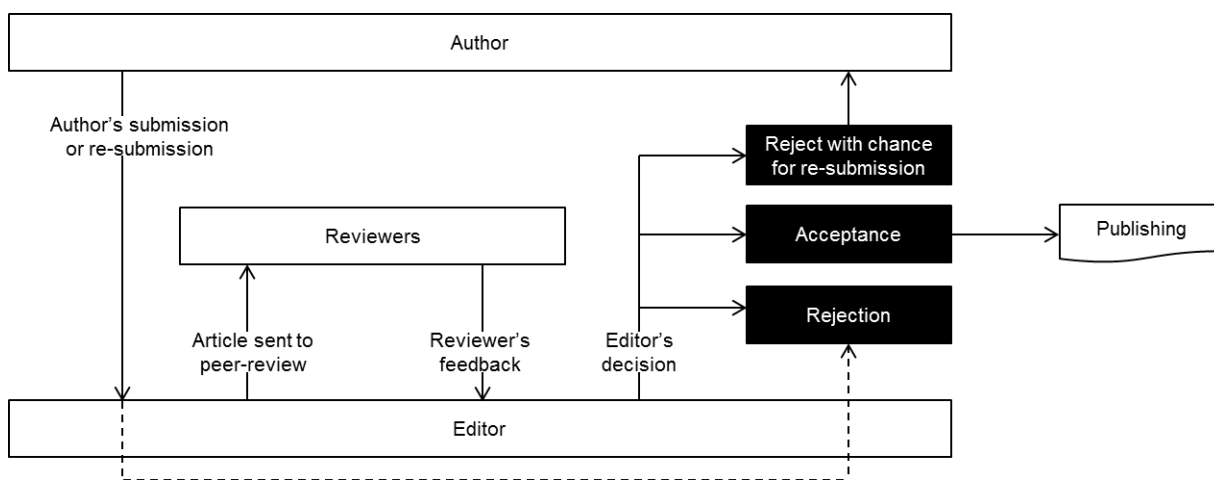 Author
Author’s submission
or re-submission
Reject with chance
for re-submission
Reviewers
Acceptance
Publishing
Rejection
Article sent to
peer-review
Reviewer’s
feedback
Editor’s
decision
Editor